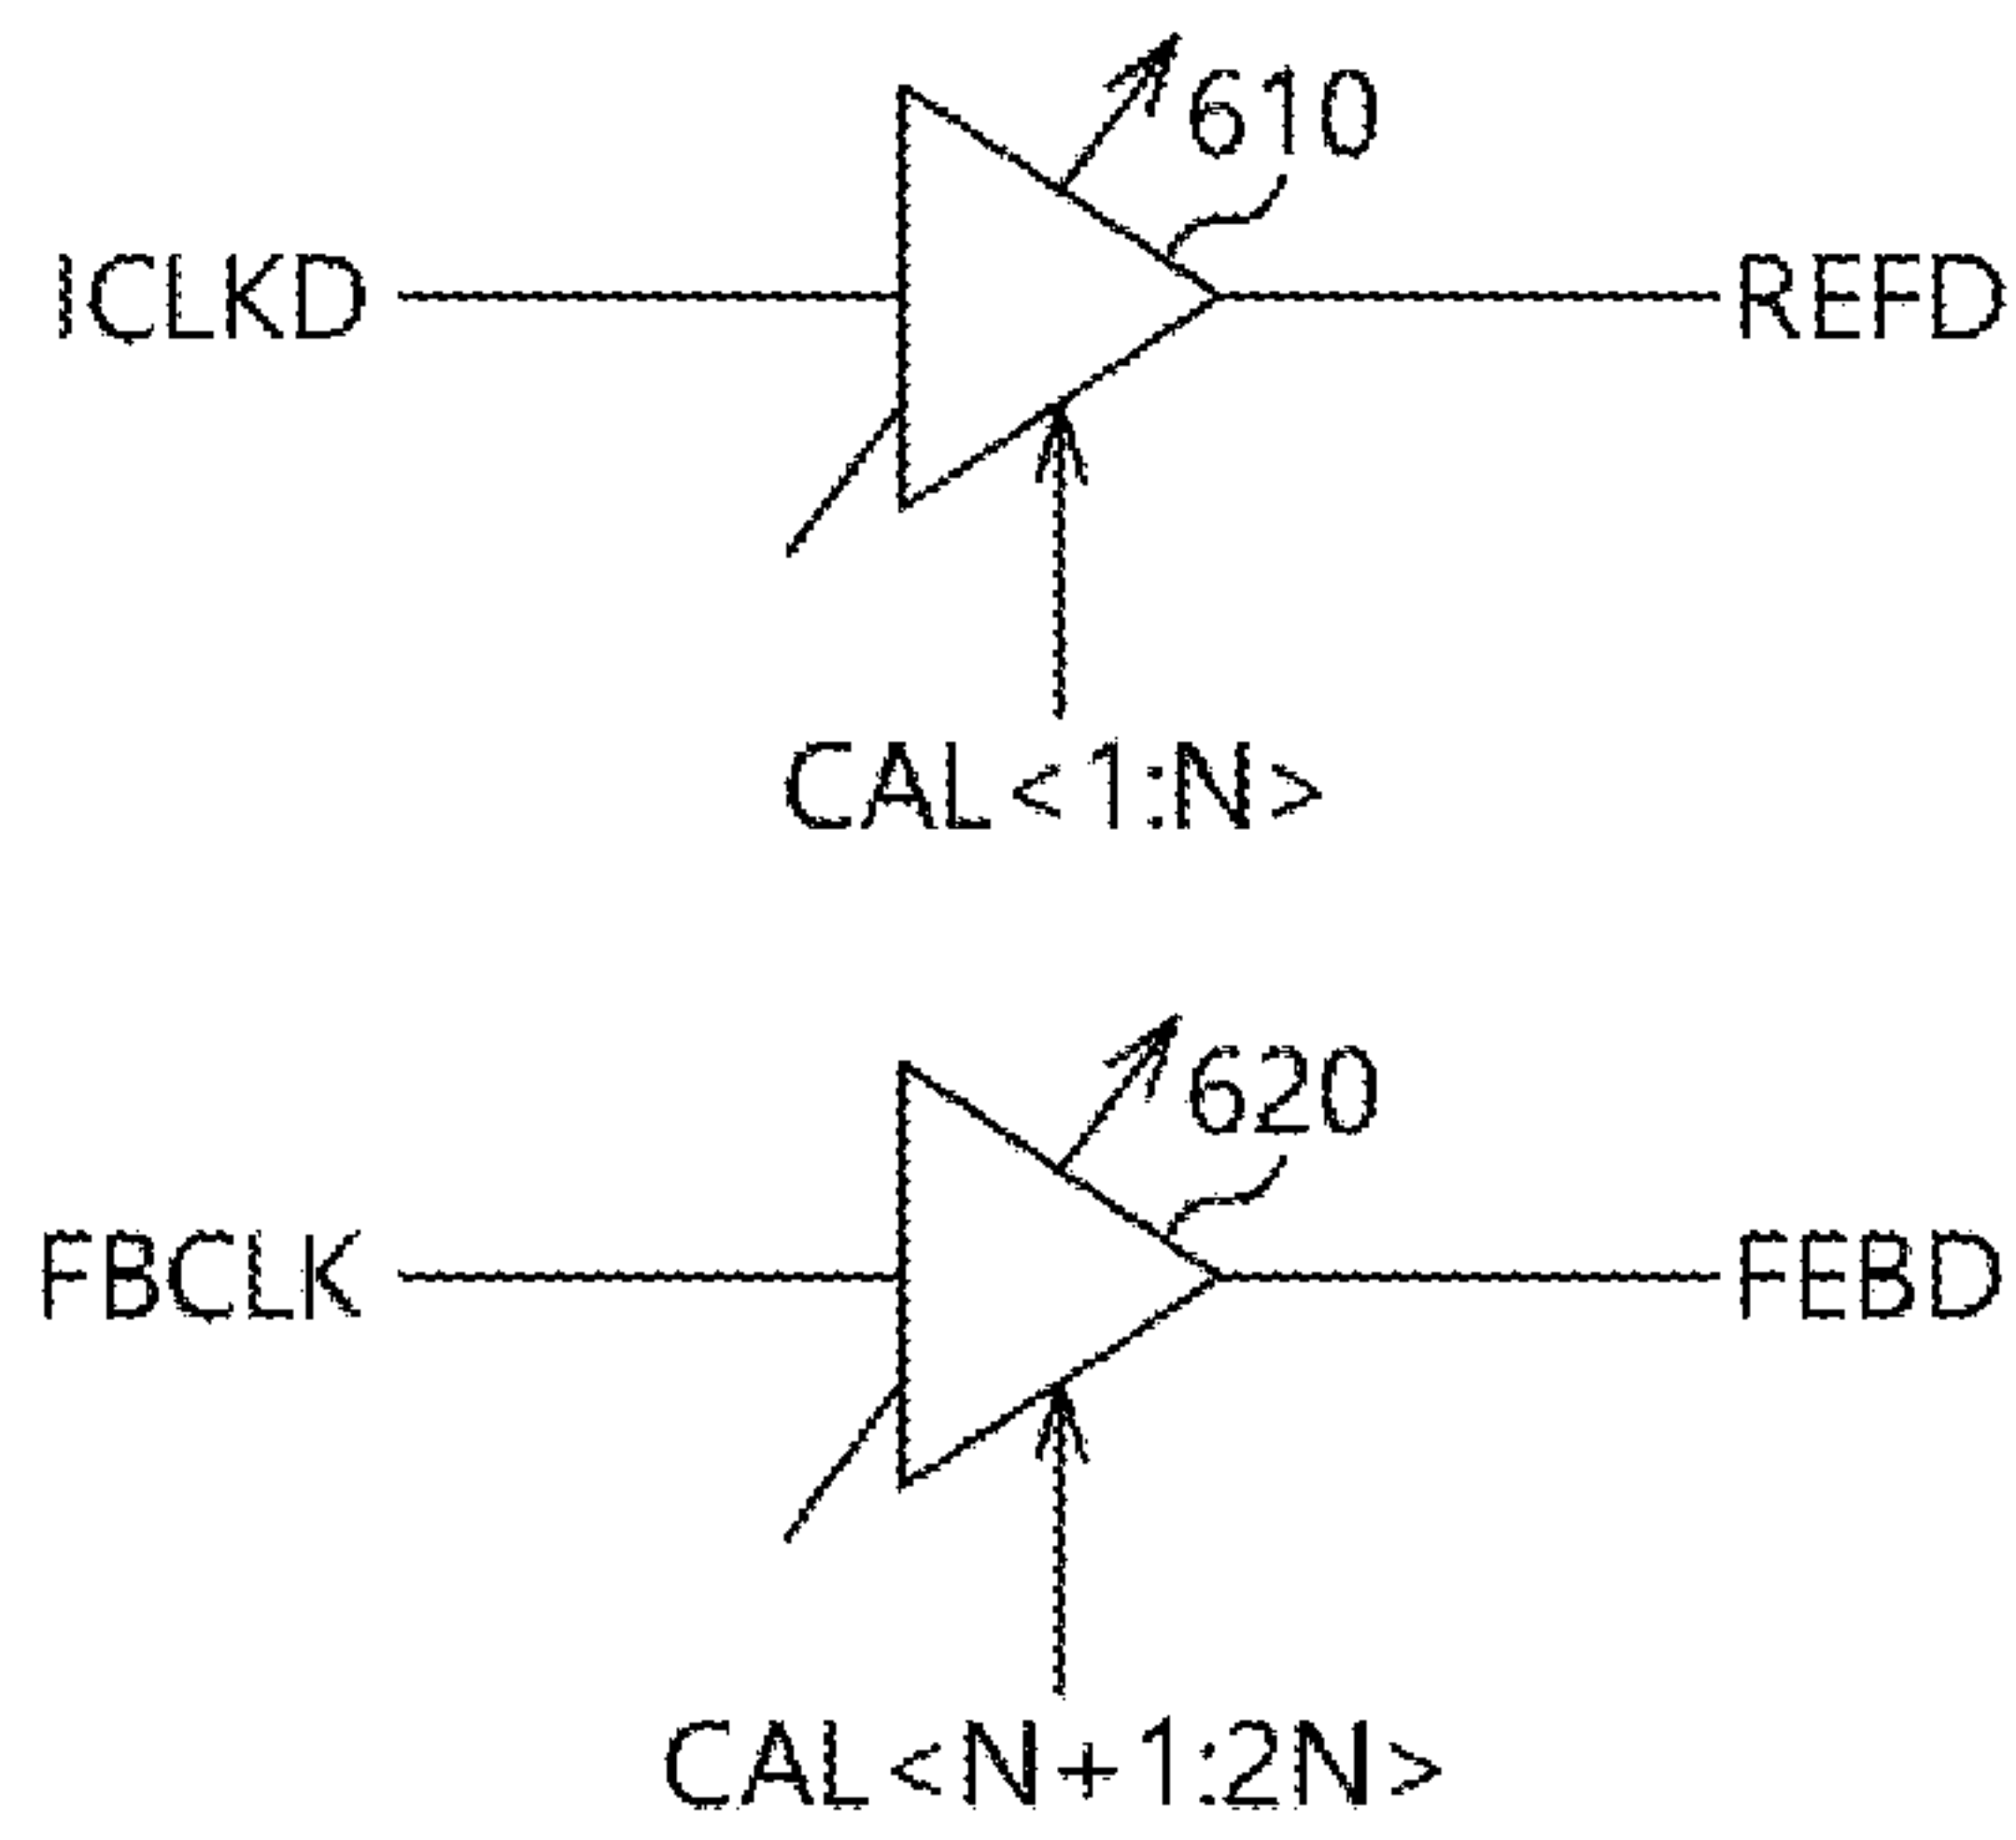 610
ICLKD
REFD
CAL<1:N>
620
FBCLK
FEBD
CAL<N+1:2N>